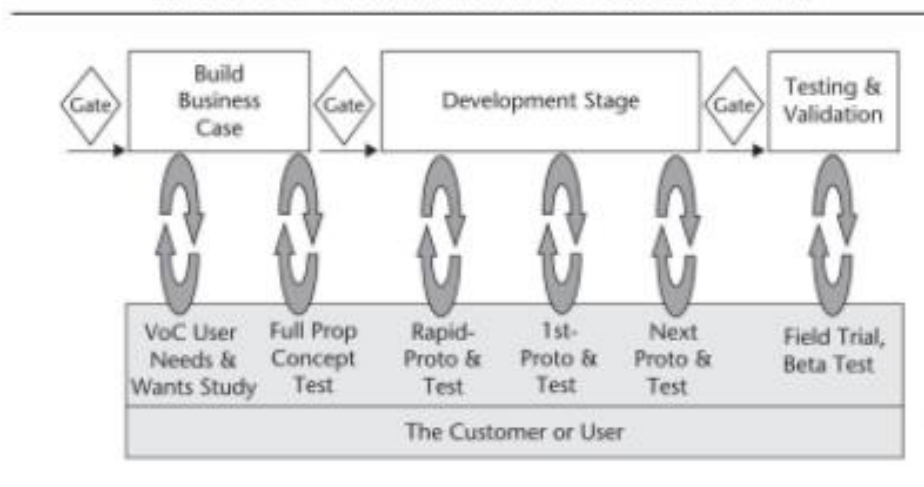 Gate
Build
Business
Case
Gate
Development Stage
Gate
Testing &
Validation
VoC User
Needs &
Wants Study
Full Prop
Concept
Test
Rapid-
Proto &
Test
1st-
Proto &
Test
Next
Proto &
Test
Field Trial,
Beta Test
The Customer or User